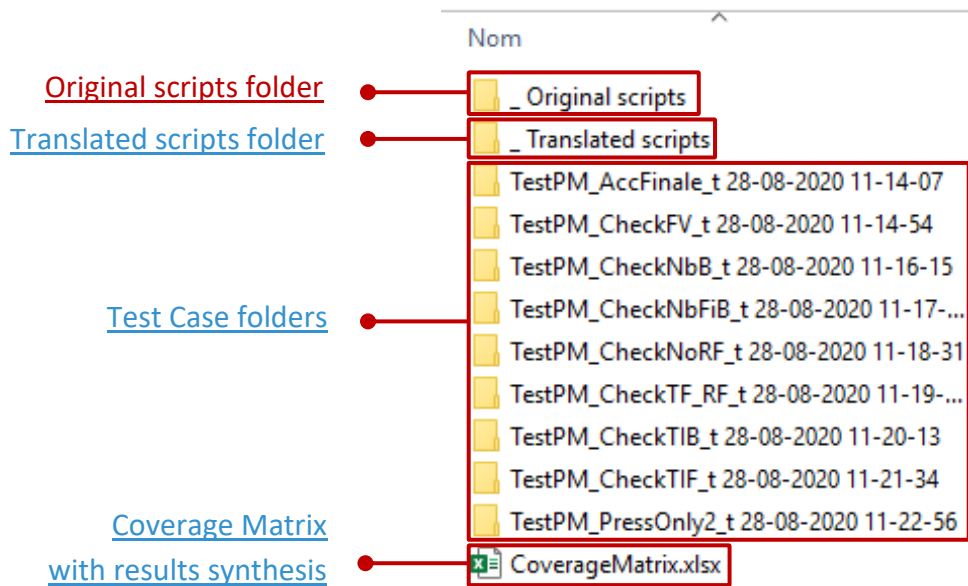 Nom
Original scripts folder
_ Original scripts
Translated scripts folder
_ Translated scripts
TestPM_AccFinale_t 28-08-2020 11-14-07
TestPM_CheckFV_t 28-08-2020 11-14-54
TestPM_CheckNbB_t 28-08-2020 11-16-15
Test Case folders
TestPM_CheckNbFiB_t 28-08-2020 11-17-...
TestPM_CheckNoRF_t 28-08-2020 11-18-31
TestPM_CheckTF_RF_t 28-08-2020 11-19-...
TestPM_CheckTIB_t 28-08-2020 11-20-13
TestPM_CheckTIF_t 28-08-2020 11-21-34
TestPM_PressOnly2_t 28-08-2020 11-22-56
Coverage Matrix
with results synthesis
CoverageMatrix.xlsx